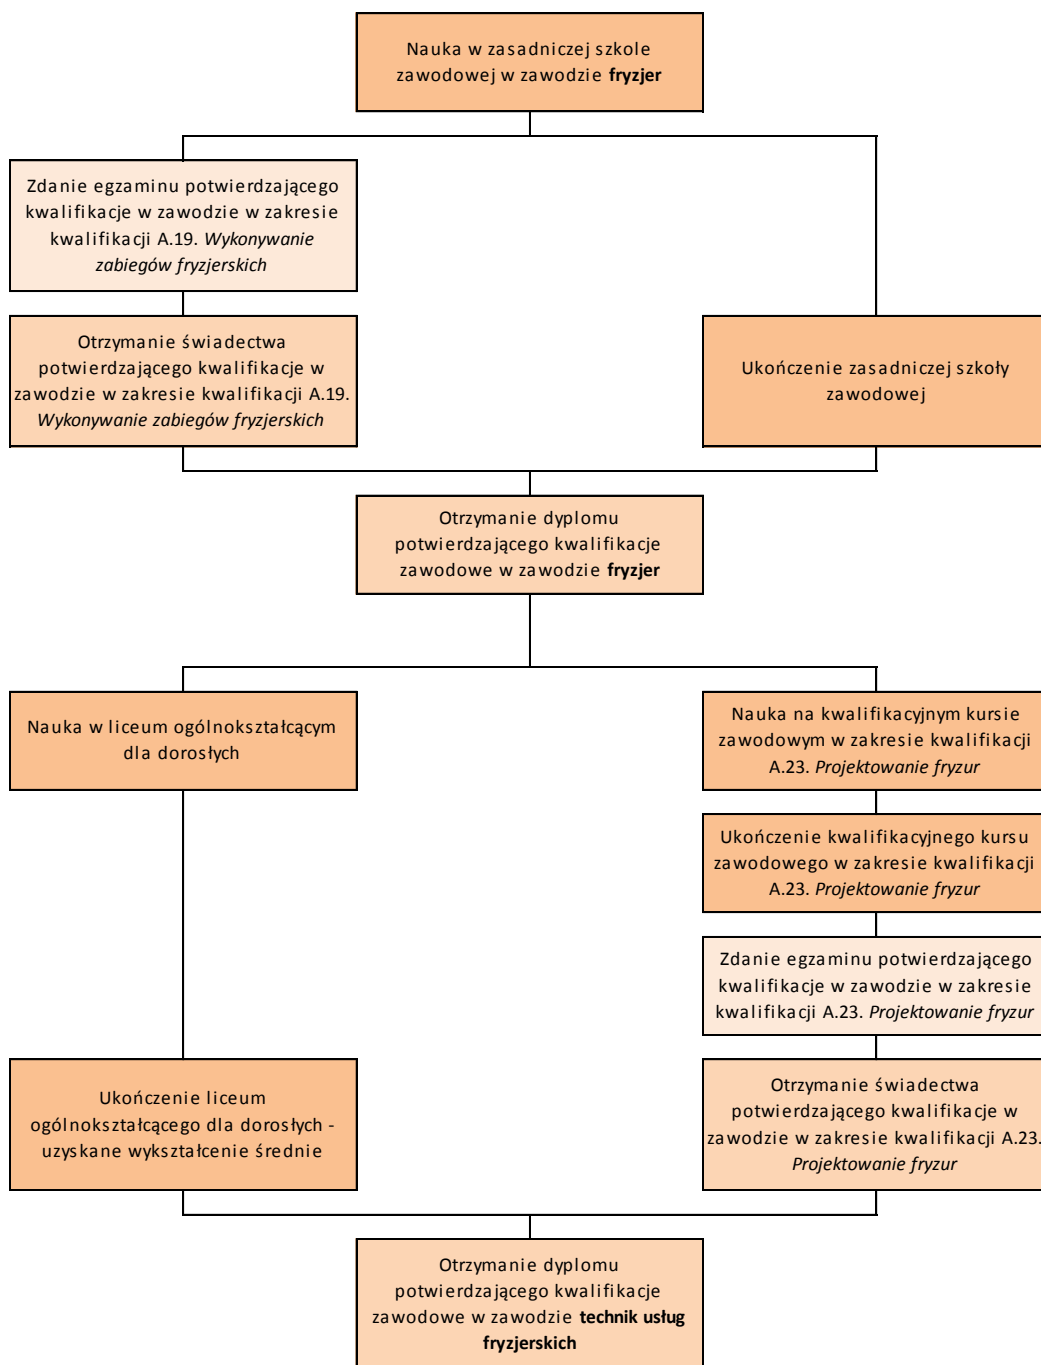 Nauka w zasadniczej szkole
zawodowej w zawodzie fryzjer
Zdanie egzaminu potwierdzającego
kwalifikacje w zawodzie w zakresie
kwalifikacji A.19. Wykonywanie
zabiegów fryzjerskich
Otrzymanie świadectwa
potwierdzającego kwalifikacje w
zawodzie w zakresie kwalifikacji A.19.
Wykonywanie zabiegów fryzjerskich
Ukończenie zasadniczej szkoły
zawodowej
Otrzymanie dyplomu
potwierdzającego kwalifikacje
zawodowe w zawodzie fryzjer
Nauka w liceum ogólnokształcącym
dla dorosłych
Nauka na kwalifikacyjnym kursie
zawodowym w zakresie kwalifikacji
A.23. Projektowanie fryzur
Ukończenie kwalifikacyjnego kursu
zawodowego w zakresie kwalifikacji
A.23. Projektowanie fryzur
Zdanie egzaminu potwierdzającego
kwalifikacje w zawodzie w zakresie
kwalifikacji A.23. Projektowanie fryzur
Ukończenie liceum
ogólnokształcącego dla dorosłych -
uzyskane wykształcenie średnie
Otrzymanie świadectwa
potwierdzającego kwalifikacje w
zawodzie w zakresie kwalifikacji A.23.
Projektowanie fryzur
Otrzymanie dyplomu
potwierdzającego kwalifikacje
zawodowe w zawodzie technik usług
fryzjerskich